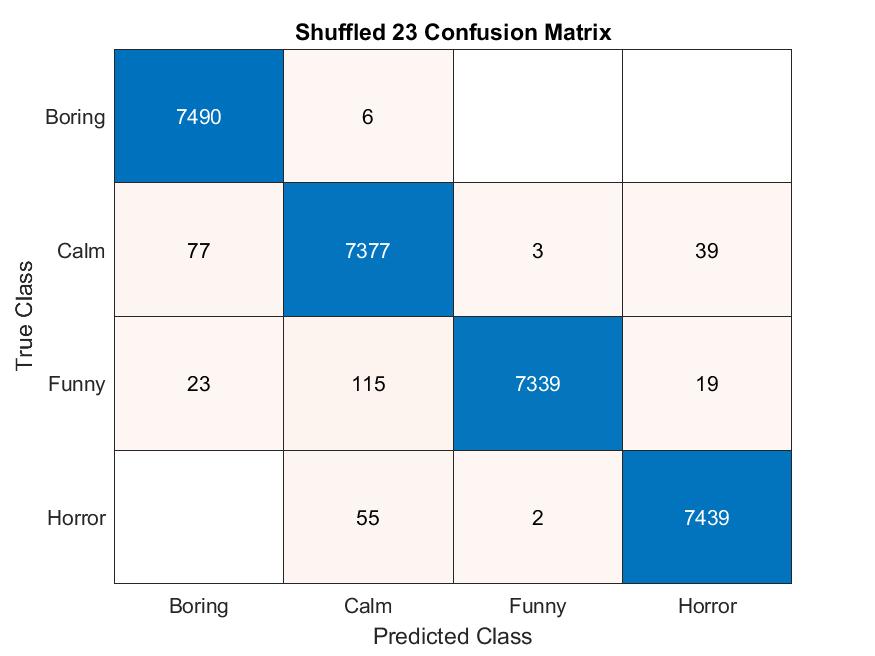 Shuffled 23 Confusion Matrix
Boring 7490 6
Calm 77 7377 3 39
Funny 23 115 7339 19
Horror 55 2 7439
Boring Calm Funny Horror
Predicted Class
True Class